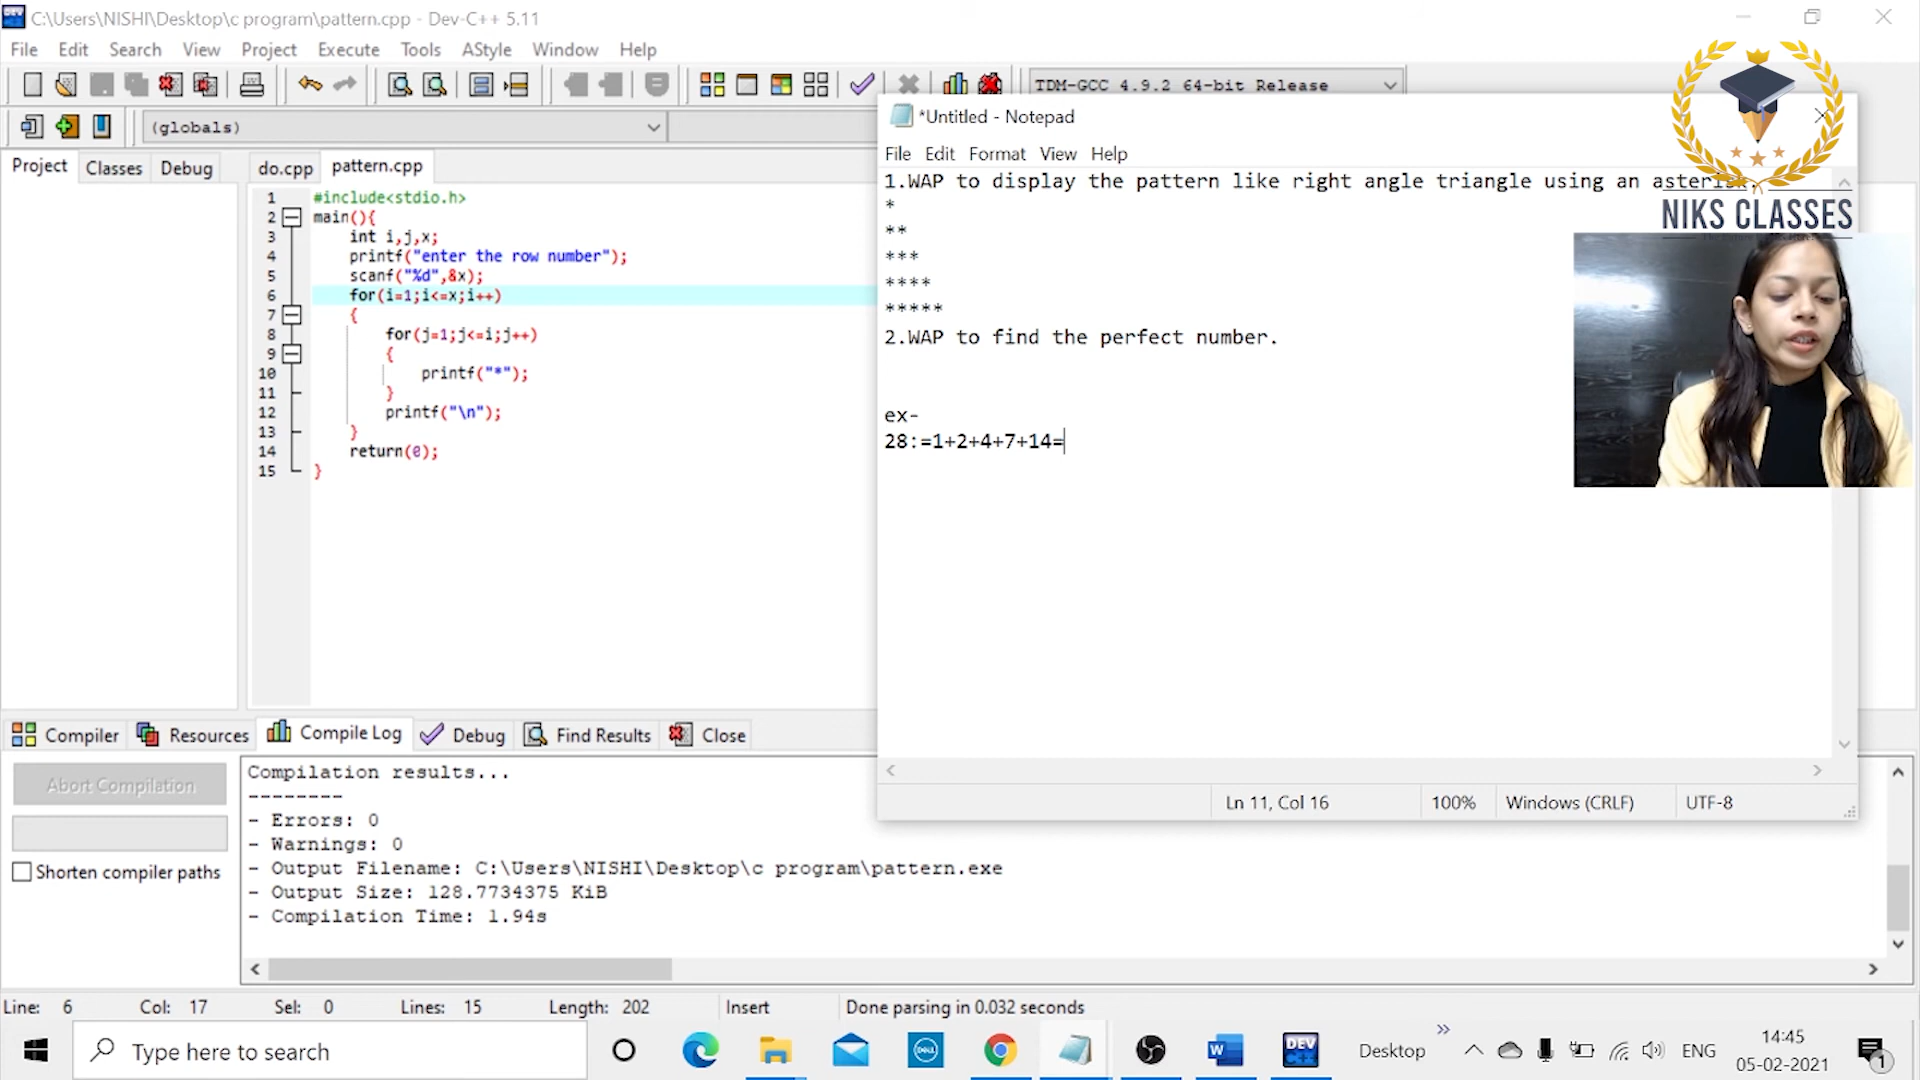 C:\Users\NISHI\Desktop\c program\pattern.cpp - Dev-C++ 5.11
File Edit Search View Project Execute Tools AStyle Window Help
TDM-GCC 4.9.2 64-bit Release
(globals)
Project Classes Debug
do.cpp pattern.cpp
1 #include<stdio.h>
2 main(){
3 int i,j,x;
4 printf("enter the row number");
5 scanf("%d",&x);
6 for(i=1;i<=x;i++)
7 {
8 for(j=1;j<=i;j++)
9 {
10 printf("*");
11 }
12 printf("\n");
13 }
14 return(0);
15 }
*Untitled - Notepad
File Edit Format View Help
1.WAP to display the pattern like right angle triangle using an
*
**
***
****
*****
2.WAP to find the perfect number.
ex-
28:=1+2+4+7+14=
Ln 11, Col 16 100% Windows (CRLF) UTF-8
NIKS CLASSES
Compiler Resources Compile Log Debug Find Results Close
Abort Compilation
Shorten compiler paths
Compilation results...
--------
- Errors: 0
- Warnings: 0
- Output Filename: C:\Users\NISHI\Desktop\c program\pattern.exe
- Output Size: 128.7734375 KiB
- Compilation Time: 1.94s
Line: 6 Col: 17 Sel: 0 Lines: 15 Length: 202 Insert Done parsing in 0.032 seconds
Type here to search
DELL
W
DEV C++
Desktop
ENG
14:45
05-02-2021
1